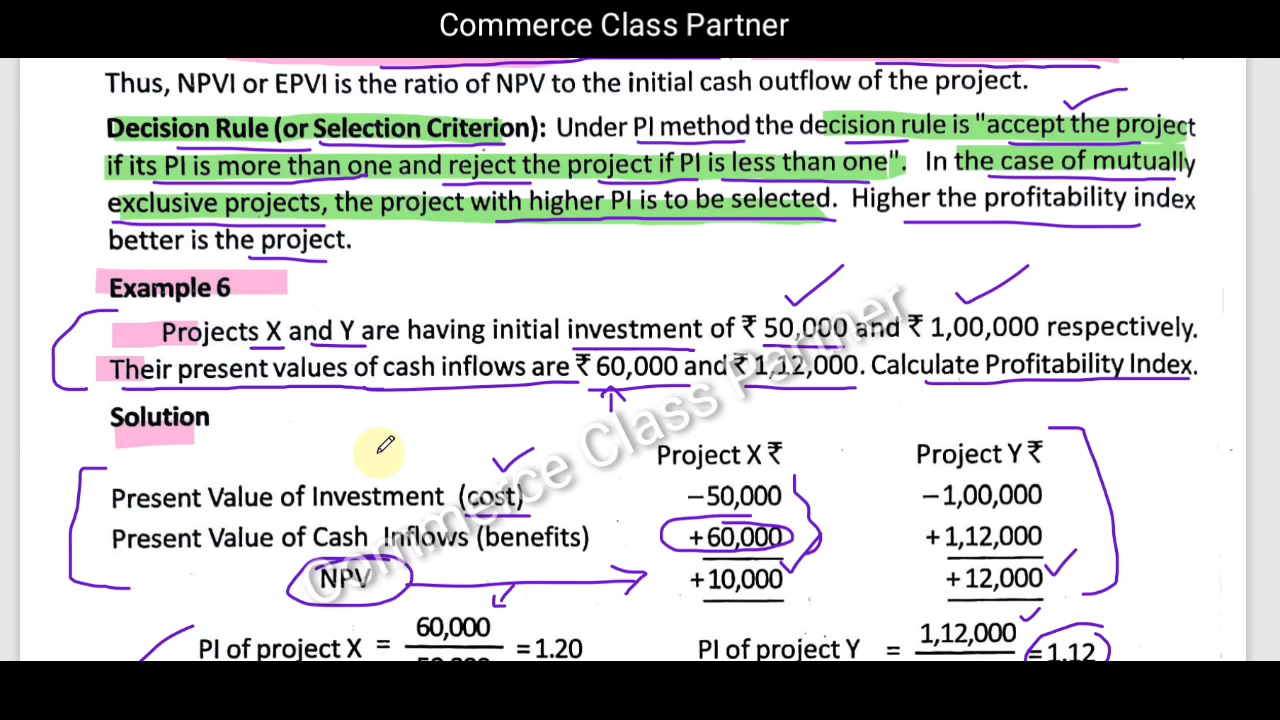 Commerce Class Partner
Thus, NPVI or EPVI is the ratio of NPV to the initial cash outflow of the project.
Decision Rule (or Selection Criterion): Under PI method the decision rule is "accept the project
if its PI is more than one and reject the project if PI is less than one". In the case of mutually
exclusive projects, the project with higher PI is to be selected. Higher the profitability index
better is the project.
Example 6
Projects X and Y are having initial investment of ₹ 50,000 and ₹ 1,00,000 respectively.
Their present values of cash inflows are ₹ 60,000 and ₹ 1,12,000. Calculate Profitability Index.
Solution
Project X ₹ Project Y ₹
Present Value of Investment (cost) −50,000 −1,00,000
Present Value of Cash Inflows (benefits) +60,000 +1,12,000
NPV +10,000 +12,000
PI of project X = 60,000 = 1.20 PI of project Y = 1,12,000 = 1.12
Commerce Class Partner